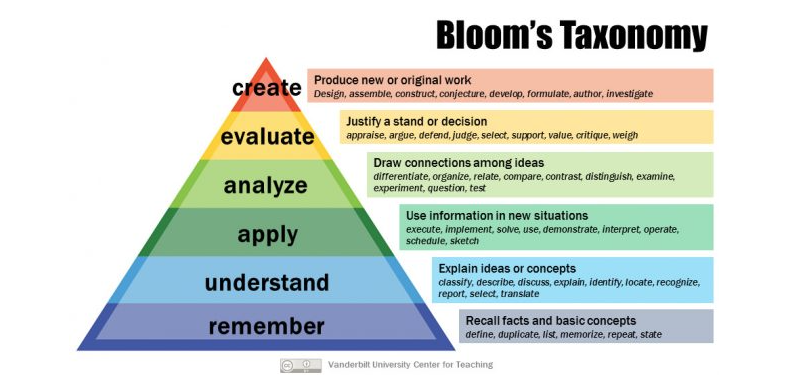 Bloom's Taxonomy
create
Produce new or original work
Design, assemble, construct, conjecture, develop, formulate, author, investigate
evaluate
Justify a stand or decision
appraise, argue, defend, judge, select, support, value, critique, weigh
analyze
Draw connections among ideas
differentiate, organize, relate, compare, contrast, distinguish, examine,
experiment, question, test
apply
Use information in new situations
execute, implement, solve, use, demonstrate, interpret, operate,
schedule, sketch
understand
Explain ideas or concepts
classify, describe, discuss, explain, identify, locate, recognize,
report, select, translate
remember
Recall facts and basic concepts
define, duplicate, list, memorize, repeat, state
Vanderbilt University Center for Teaching